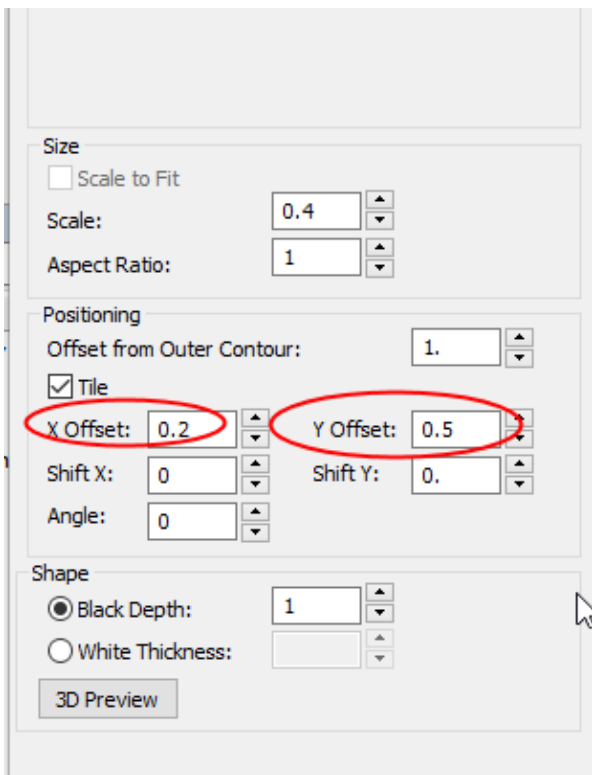 Size
Scale to Fit
Scale: 0.4
Aspect Ratio: 1
Positioning
Offset from Outer Contour: 1.
Tile
X Offset: 0.2 Y Offset: 0.5
Shift X: 0 Shift Y: 0.
Angle: 0
Shape
Black Depth: 1
White Thickness:
3D Preview